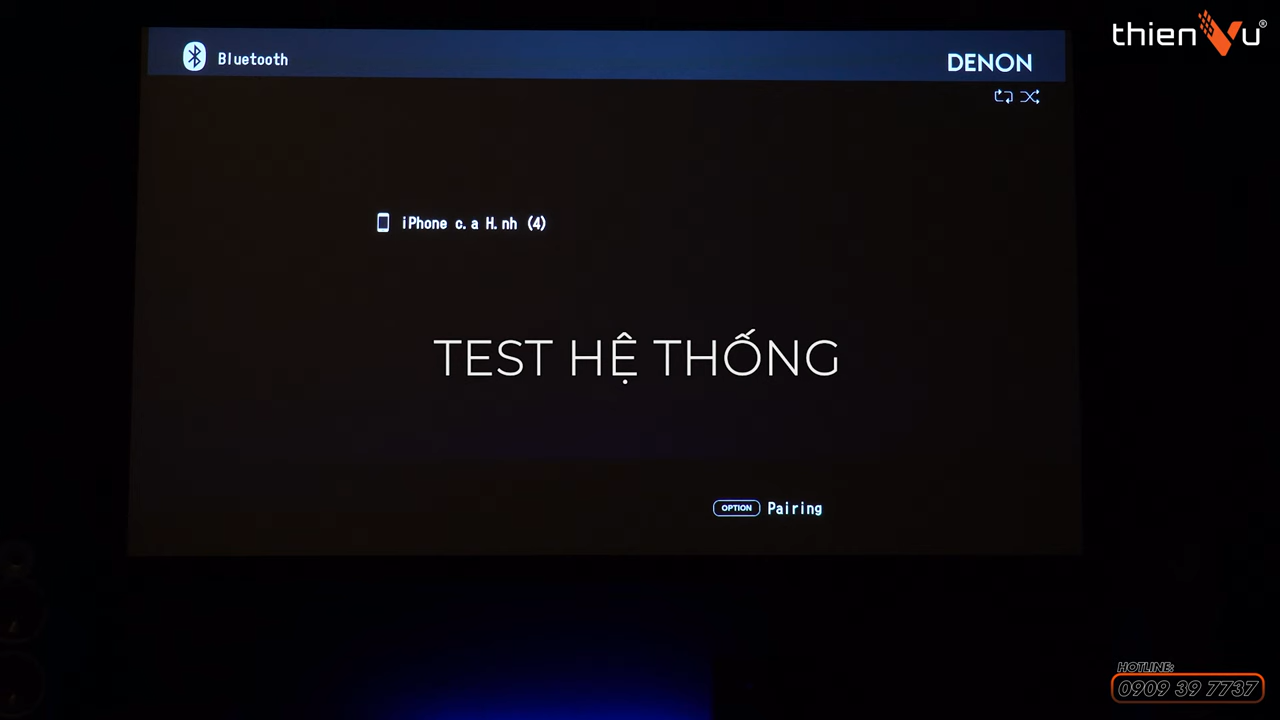 thienVu®
Bluetooth
DENON
iPhone c.a H.nh (4)
TEST HỆ THỐNG
OPTION Pairing
HOTLINE:
0909 39 7737